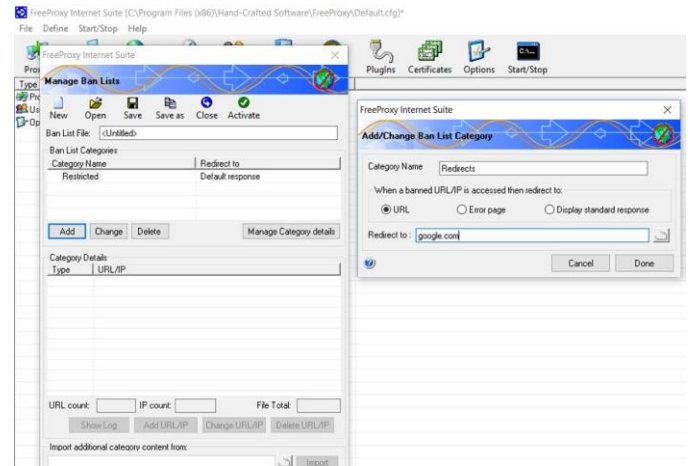 FreeProxy Internet Suite [C:\Program Files (x86)\Hand-Crafted Software\FreeProxy\Default.cfg]*
File Define Start/Stop Help
Plugins Certificates Options Start/Stop
Type
FreeProxy Internet Suite
Manage Ban Lists
New Open Save Save as Close Activate
Ban List File: <Untitled>
Ban List Categories
Category Name Redirect to
Restricted Default response
Add Change Delete Manage Category details
Category Details
Type URL/IP
URL count: IP count: File Total:
Show Log Add URL/IP Change URL/IP Delete URL/IP
Import additional category content from:
Import
FreeProxy Internet Suite
Add/Change Ban List Category
Category Name Redirects
When a banned URL/IP is accessed then redirect to:
URL Error page Display standard response
Redirect to : google.com
Cancel Done